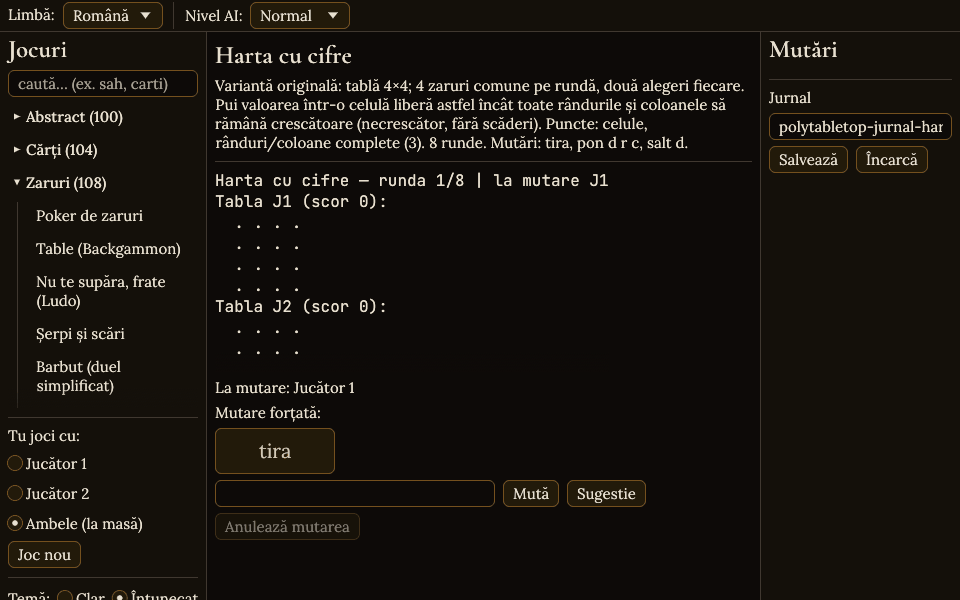 Limbă: Română Nivel AI: Normal
Jocuri
caută... (ex. sah, carti)
Abstract (100)
Cărți (104)
Zaruri (108)
Poker de zaruri
Table (Backgammon)
Nu te supăra, frate
(Ludo)
Șerpi și scări
Barbut (duel
simplificat)
Tu joci cu:
Jucător 1
Jucător 2
Ambele (la masă)
Joc nou
Temă: Clar Întunecat
Harta cu cifre
Variantă originală: tablă 4×4; 4 zaruri comune pe rundă, două alegeri fiecare.
Pui valoarea într-o celulă liberă astfel încât toate rândurile și coloanele să
rămână crescătoare (necrescător, fără scăderi). Puncte: celule,
rânduri/coloane complete (3). 8 runde. Mutări: tira, pon d r c, salt d.
Harta cu cifre — runda 1/8 | la mutare J1
Tabla J1 (scor 0):
. . . .
. . . .
. . . .
. . . .
Tabla J2 (scor 0):
. . . .
. . . .
La mutare: Jucător 1
Mutare forțată:
tira
Mută Sugestie
Anulează mutarea
Mutări
Jurnal
polytabletop-jurnal-har
Salvează Încarcă